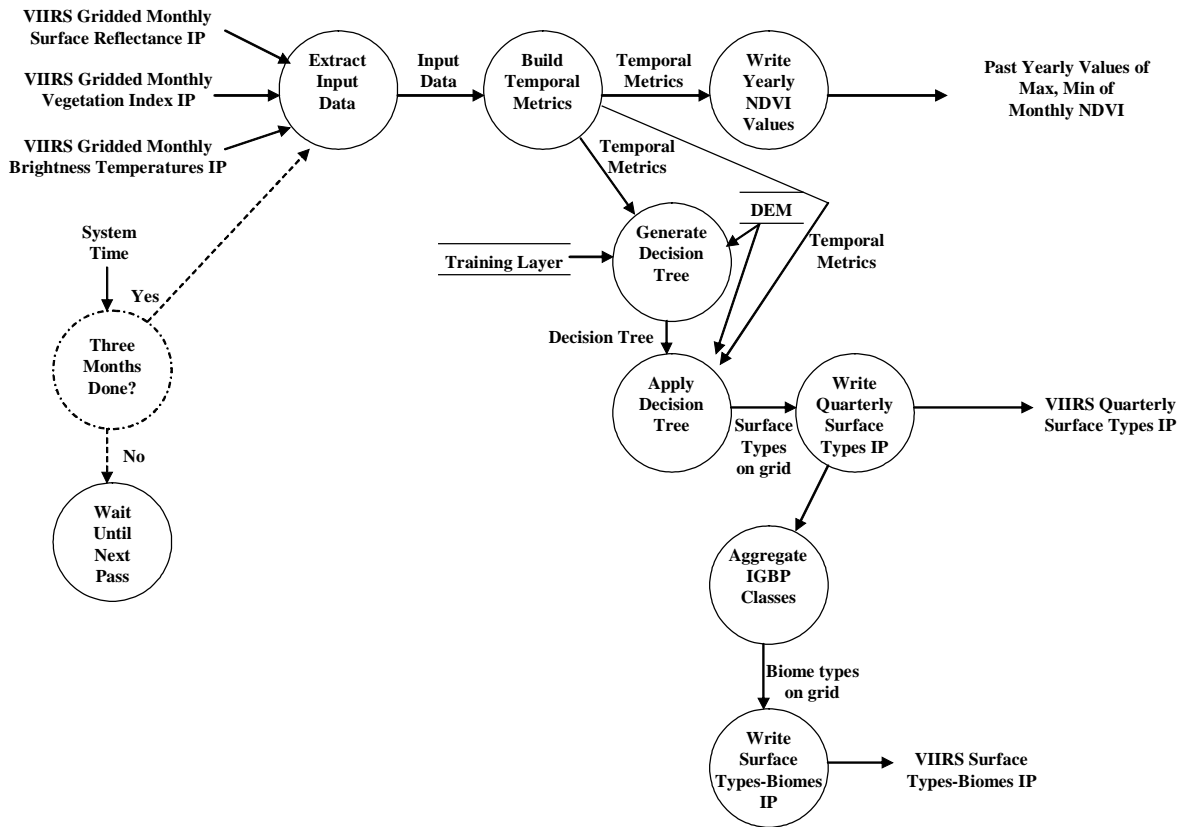 VIIRS Gridded Monthly
Surface Reflectance IP
VIIRS Gridded Monthly
Vegetation Index IP
VIIRS Gridded Monthly
Brightness Temperatures IP
Extract
Input
Data
Input
Data
Build
Temporal
Metrics
Temporal
Metrics
Write
Yearly
NDVI
Values
Past Yearly Values of
Max, Min of
Monthly NDVI
Temporal
Metrics
DEM
Temporal
Metrics
Training Layer
Generate
Decision
Tree
System
Time
Yes
Three
Months
Done?
No
Wait
Until
Next
Pass
Decision Tree
Apply
Decision
Tree
Surface
Types
on grid
Write
Quarterly
Surface
Types IP
VIIRS Quarterly
Surface Types IP
Aggregate
IGBP
Classes
Biome types
on grid
Write
Surface
Types-Biomes
IP
VIIRS Surface
Types-Biomes IP